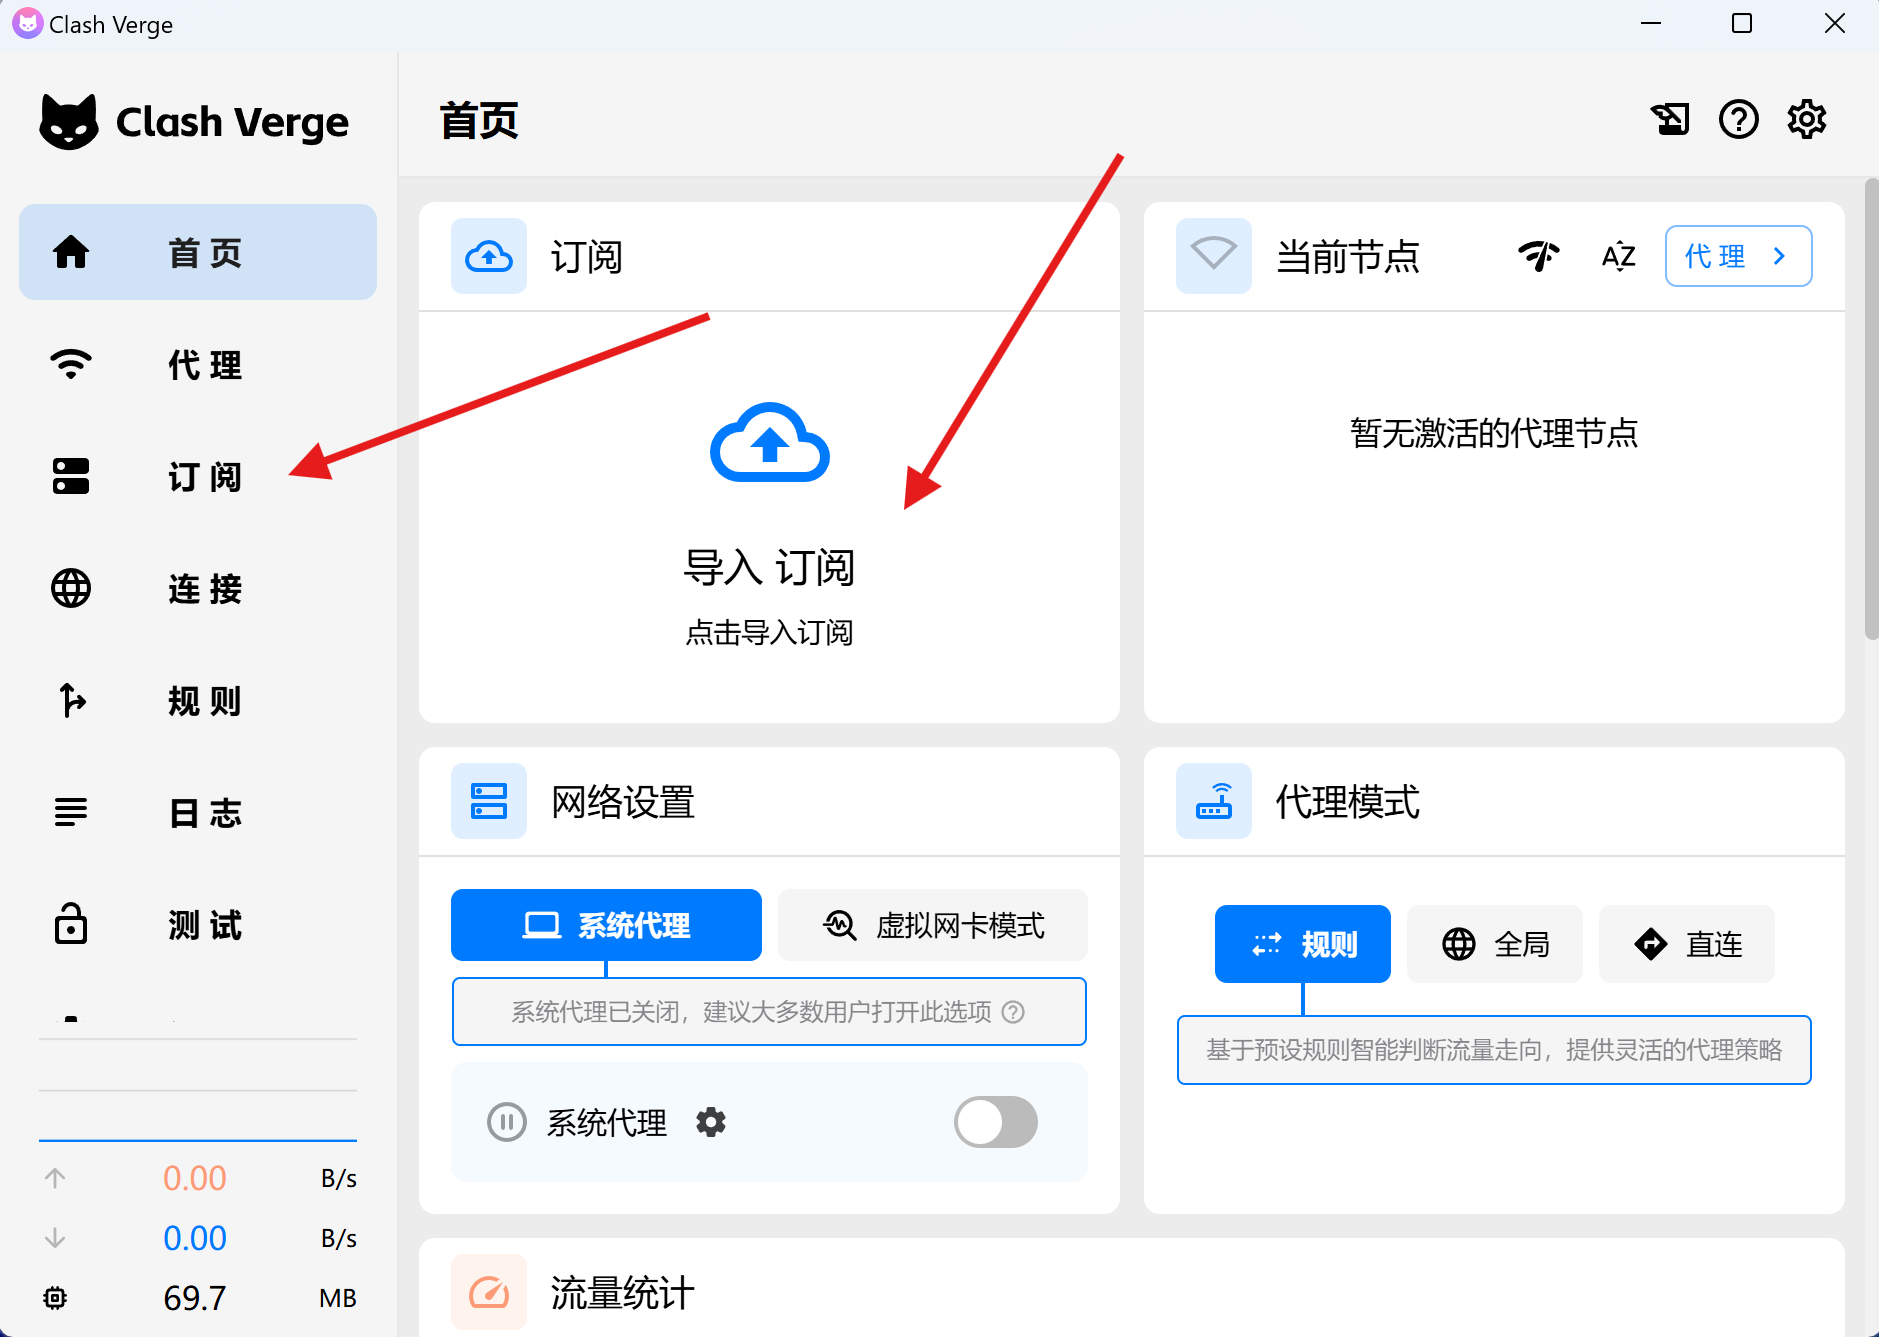 Clash Verge
Clash Verge
首页
首 页
代 理
订 阅
连 接
规 则
日 志
测 试
0.00 B/s
0.00 B/s
69.7 MB
订阅
导入 订阅
点击导入订阅
当前节点
AZ
代 理
暂无激活的代理节点
网络设置
系统代理
虚拟网卡模式
系统代理已关闭，建议大多数用户打开此选项
系统代理
代理模式
规则
全局
直连
基于预设规则智能判断流量走向，提供灵活的代理策略
流量统计